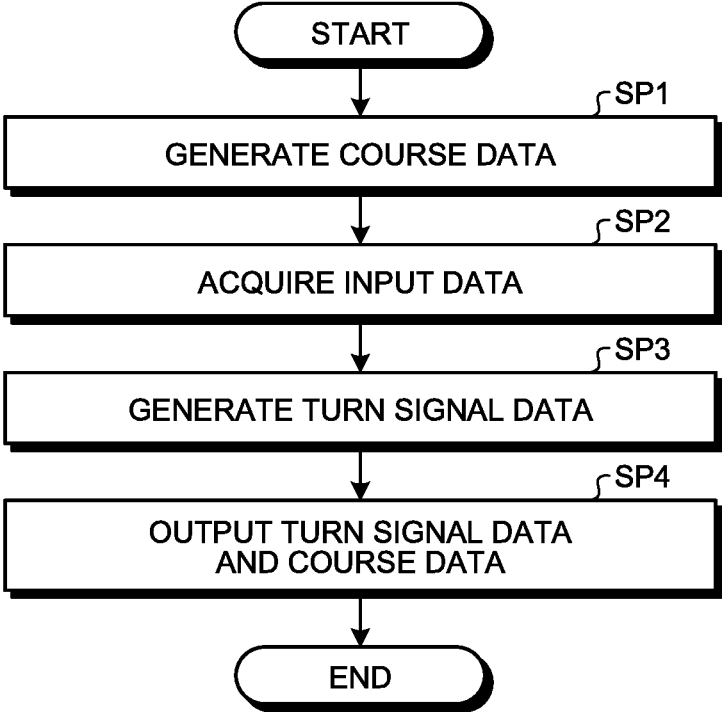 START
SP1
GENERATE COURSE DATA
SP2
ACQUIRE INPUT DATA
SP3
GENERATE TURN SIGNAL DATA
SP4
OUTPUT TURN SIGNAL DATA
AND COURSE DATA
END